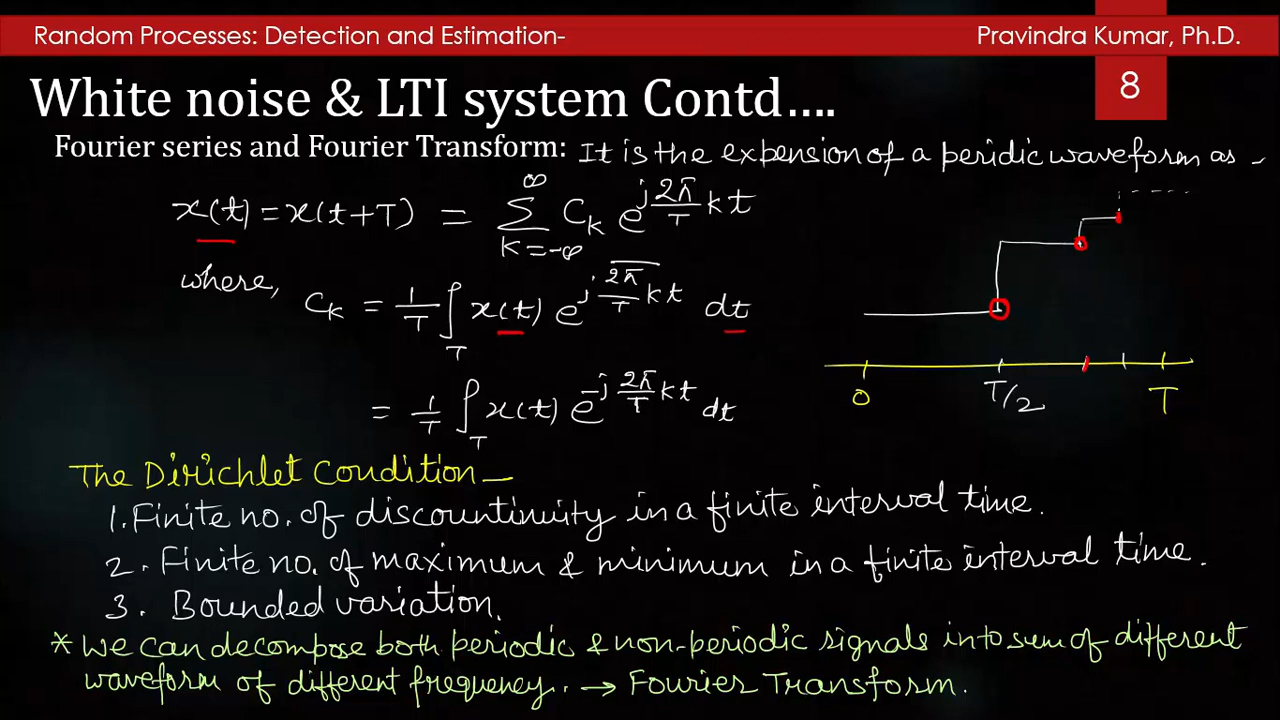 Random Processes: Detection and Estimation-
Pravindra Kumar, Ph.D.
White noise & LTI system Contd....
8
Fourier series and Fourier Transform: It is the expension of a peridic waveform as -
x(t) = x(t+T) = ∑_{k=-∞}^{∞} C_k e^{j 2π/T kt}
where,
C_k = 1/T ∫_T x(t) e^{j 2π/T kt} dt
= 1/T ∫_T x(t) e^{-j 2π/T kt} dt
0 T/2 T
The Dirichlet Condition -
1. Finite no. of discountinuity in a finite interval time.
2. Finite no. of maximum & minimum in a finite interval time.
3. Bounded variation.
* We can decompose both periodic & non-periodic signals into sum of different
waveform of different frequency. → Fourier Transform.